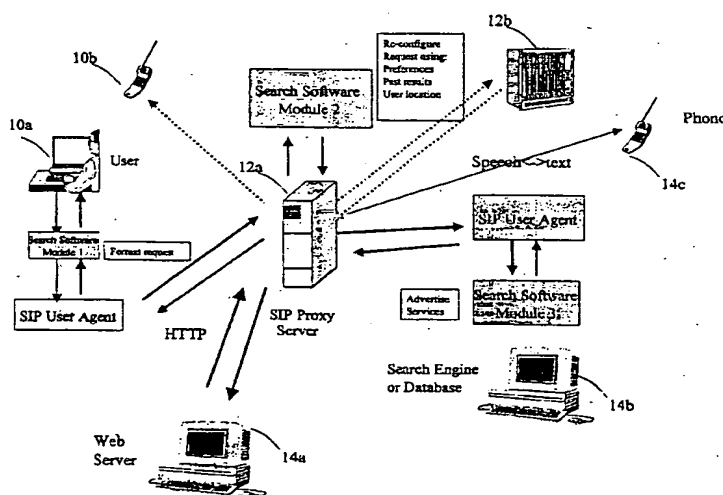 10b
12b
Re-configure
Request using:
Preferences
Past results
User location
Search Software
Module 2
10a
User
12a
Phone
14c
Speech<>text
SIP User Agent
Search Software
Module 1
Format request
SIP User Agent
HTTP
SIP Proxy
Server
Advertise
Services
Search Software
Module 3
Search Engine
or Database
14b
Web
Server
14a